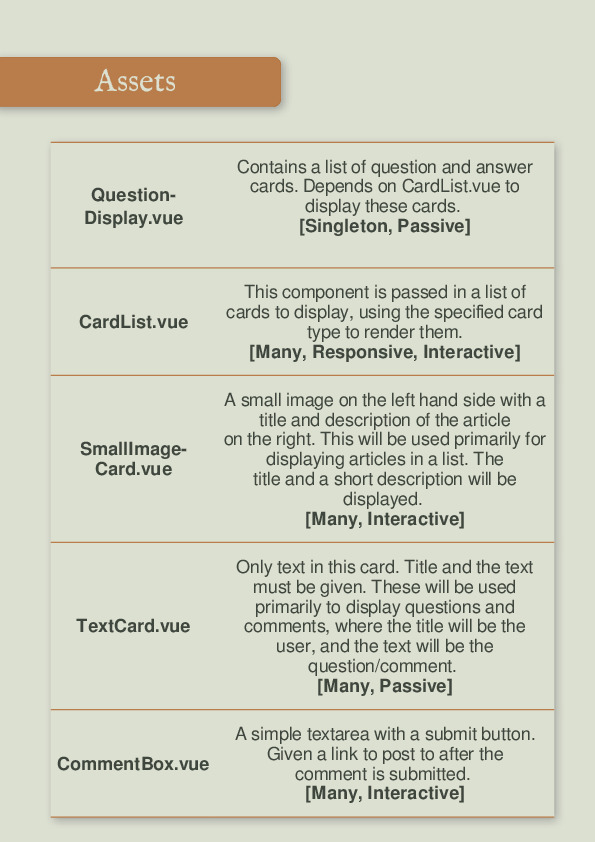 Assets
Question-
Display.vue
Contains a list of question and answer
cards. Depends on CardList.vue to
display these cards.
[Singleton, Passive]
CardList.vue
This component is passed in a list of
cards to display, using the specified card
type to render them.
[Many, Responsive, Interactive]
SmallImage-
Card.vue
A small image on the left hand side with a
title and description of the article
on the right. This will be used primarily for
displaying articles in a list. The
title and a short description will be
displayed.
[Many, Interactive]
TextCard.vue
Only text in this card. Title and the text
must be given. These will be used
primarily to display questions and
comments, where the title will be the
user, and the text will be the
question/comment.
[Many, Passive]
CommentBox.vue
A simple textarea with a submit button.
Given a link to post to after the
comment is submitted.
[Many, Interactive]